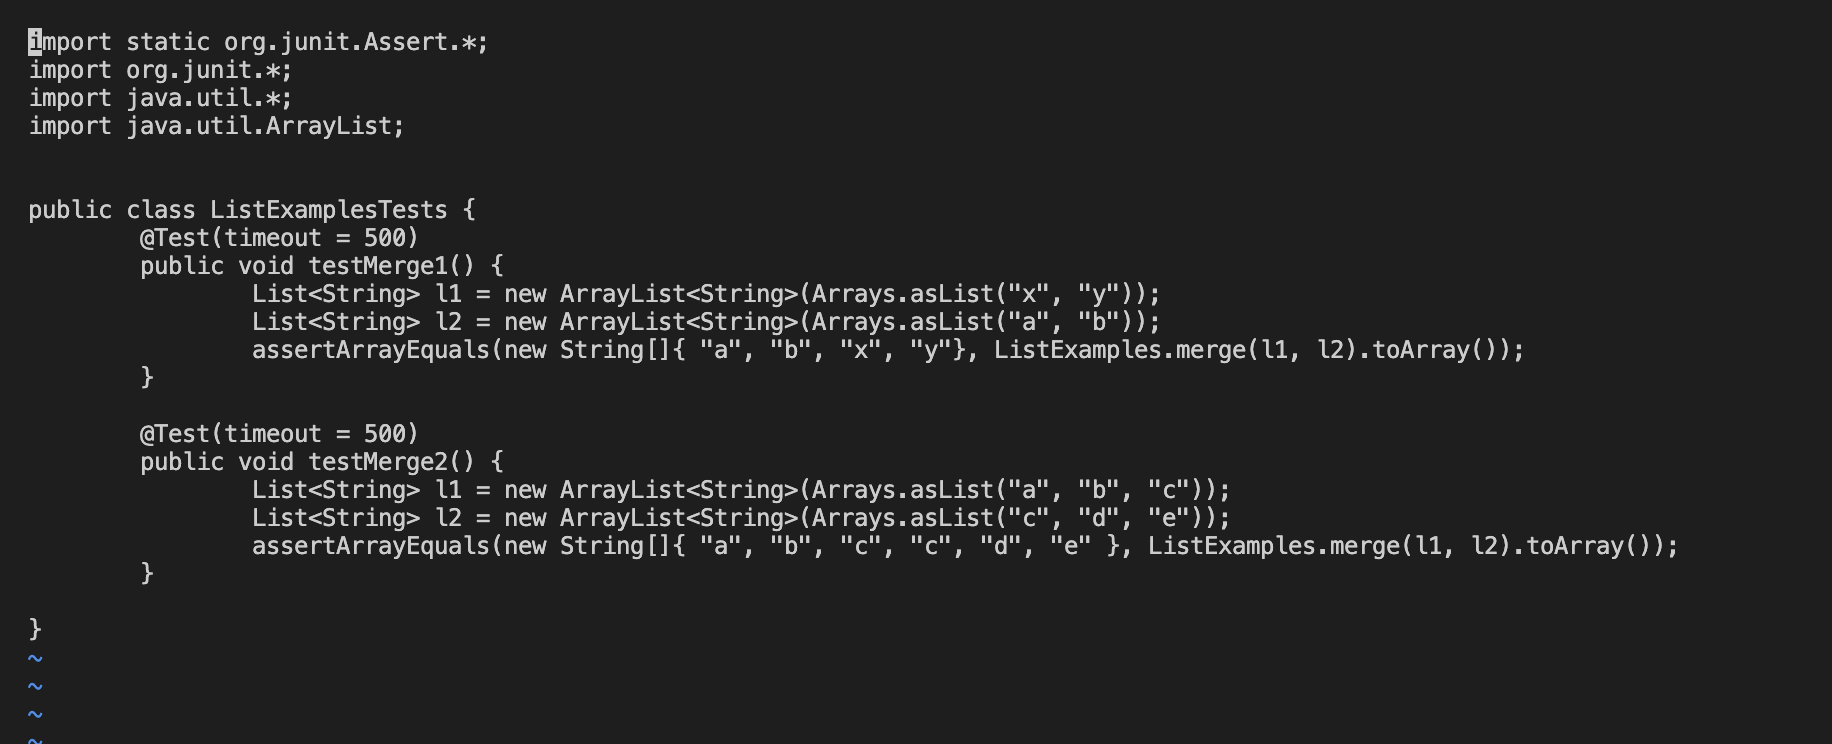 import static org.junit.Assert.*;
import org.junit.*;
import java.util.*;
import java.util.ArrayList;
public class ListExamplesTests {
@Test(timeout = 500)
public void testMerge1() {
List<String> l1 = new ArrayList<String>(Arrays.asList("x", "y"));
List<String> l2 = new ArrayList<String>(Arrays.asList("a", "b"));
assertArrayEquals(new String[]{ "a", "b", "x", "y"}, ListExamples.merge(l1, l2).toArray());
}
@Test(timeout = 500)
public void testMerge2() {
List<String> l1 = new ArrayList<String>(Arrays.asList("a", "b", "c"));
List<String> l2 = new ArrayList<String>(Arrays.asList("c", "d", "e"));
assertArrayEquals(new String[]{ "a", "b", "c", "c", "d", "e" }, ListExamples.merge(l1, l2).toArray());
}
}
~
~
~
~